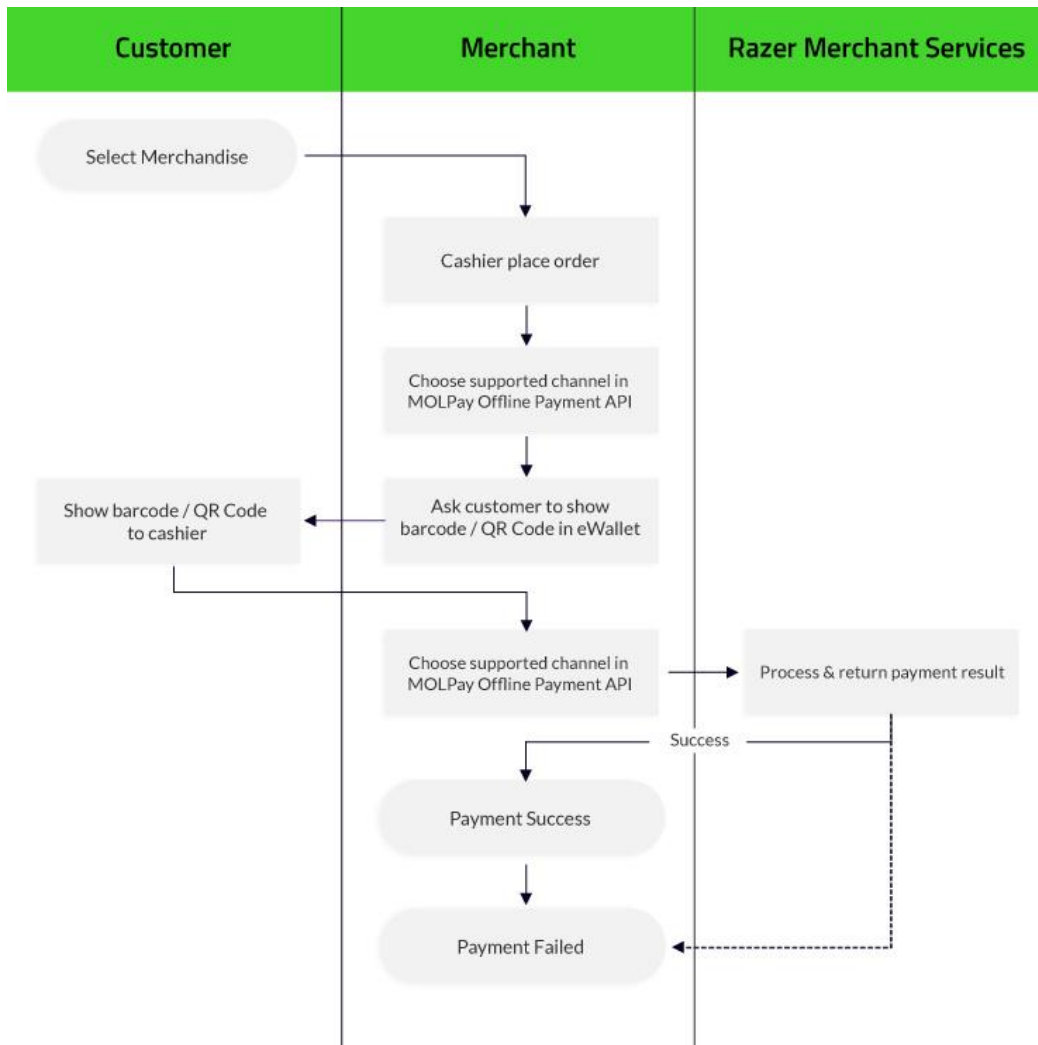 Customer
Merchant
Razer Merchant Services
Select Merchandise
Cashier place order
Choose supported channel in
MOLPay Offline Payment API
Show barcode / QR Code
to cashier
Ask customer to show
barcode / QR Code in eWallet
Choose supported channel in
MOLPay Offline Payment API
Process & return payment result
Success
Payment Success
Payment Failed